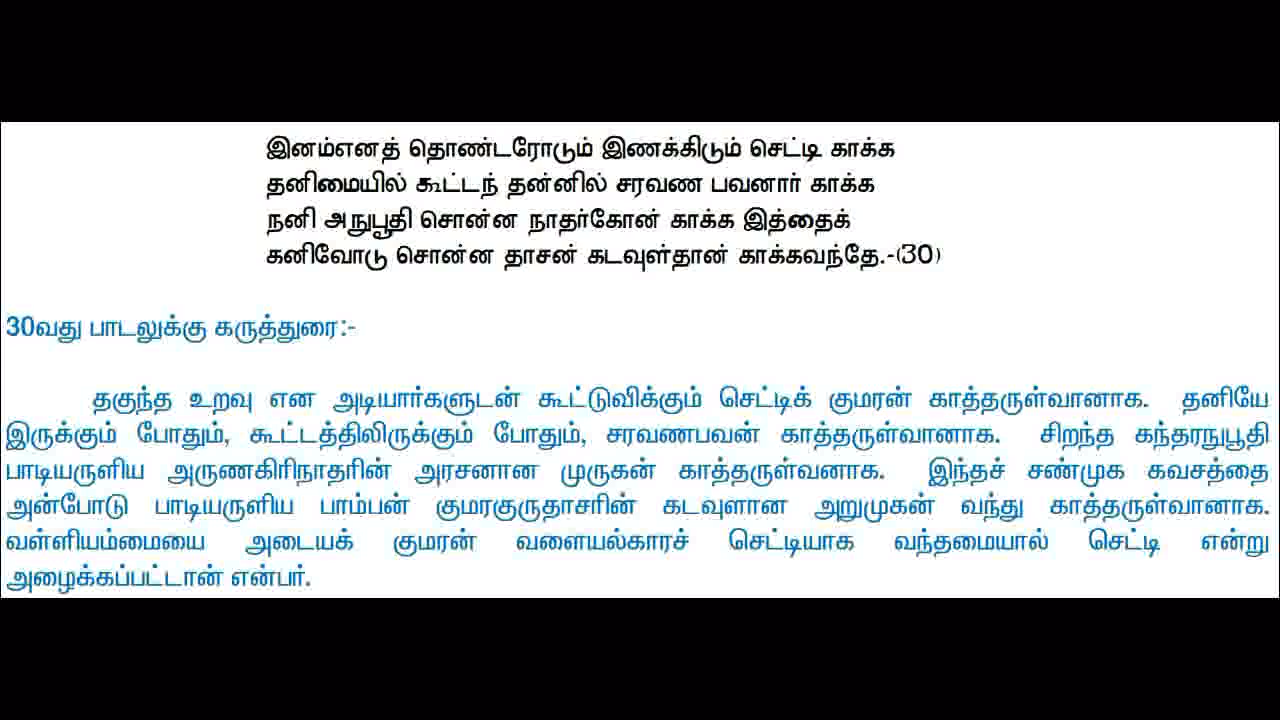 இனம்எனத் தொண்டரோடும் இணக்கிடும் செட்டி காக்க
தனிமையில் கூட்டந் தன்னில் சரவண பவனார் காக்க
நனி அநுபூதி சொன்ன நாதர்கோன் காக்க இத்தைக்
கனிவோடு சொன்ன தாசன் கடவுள்தான் காக்கவந்தே.-(30)
30வது பாடலுக்கு கருத்துரை:-
தகுந்த உறவு என அடியார்களுடன் கூட்டுவிக்கும் செட்டிக் குமரன் காத்தருள்வானாக. தனியே
இருக்கும் போதும், கூட்டத்திலிருக்கும் போதும், சரவணபவன் காத்தருள்வானாக. சிறந்த கந்தரநுபூதி
பாடியருளிய அருணகிரிநாதரின் அரசனான முருகன் காத்தருள்வனாக. இந்தச் சண்முக கவசத்தை
அன்போடு பாடியருளிய பாம்பன் குமரகுருதாசரின் கடவுளான அறுமுகன் வந்து காத்தருள்வானாக.
வள்ளியம்மையை அடையக் குமரன் வளையல்காரச் செட்டியாக வந்தமையால் செட்டி என்று
அழைக்கப்பட்டான் என்பர்.